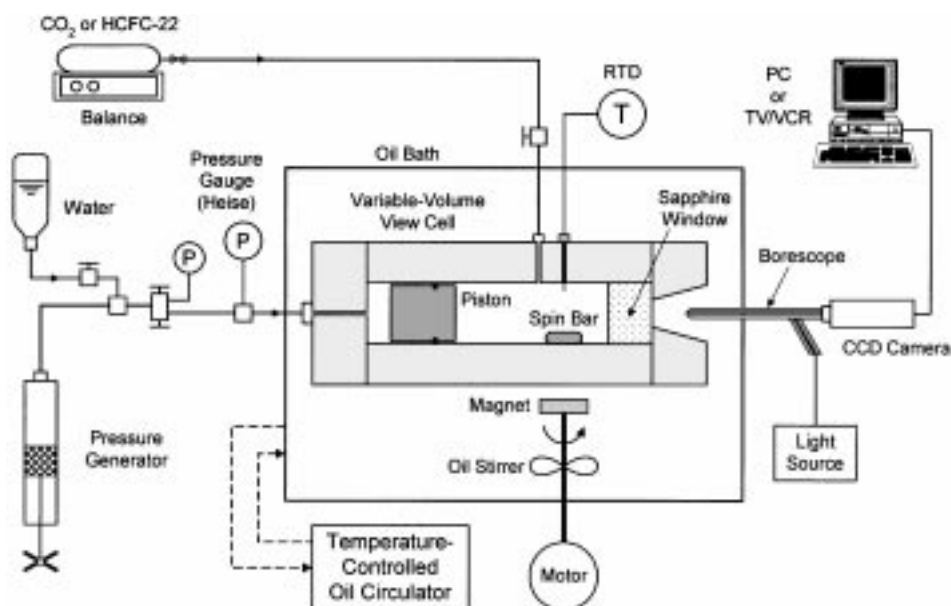 CO₂ or HCFC-22
Balance
RTD
T
PC
or
TV/VCR
Oil Bath
Pressure
Gauge
(Heise)
Water
P
P
Variable-Volume
View Cell
Sapphire
Window
Borescope
Piston
Spin Bar
CCD Camera
Magnet
Light
Source
Pressure
Generator
Oil Stirrer
Temperature-
Controlled
Oil Circulator
Motor